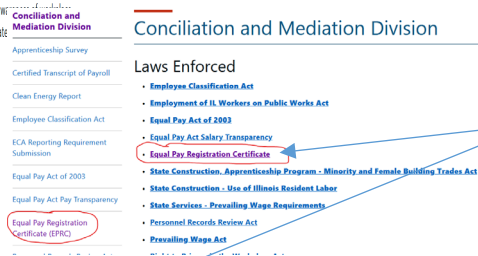 Conciliation and
Mediation Division
Apprenticeship Survey
Certified Transcript of Payroll
Clean Energy Report
Employee Classification Act
ECA Reporting Requirement
Submission
Equal Pay Act of 2003
Equal Pay Act Pay Transparency
Equal Pay Registration
Certificate (EPRC)
Conciliation and Mediation Division
Laws Enforced
Employee Classification Act
Employment of IL Workers on Public Works Act
Equal Pay Act of 2003
Equal Pay Act Salary Transparency
Equal Pay Registration Certificate
State Construction, Apprenticeship Program - Minority and Female Building Trades Act
State Construction - Use of Illinois Resident Labor
State Services - Prevailing Wage Requirements
Personnel Records Review Act
Prevailing Wage Act